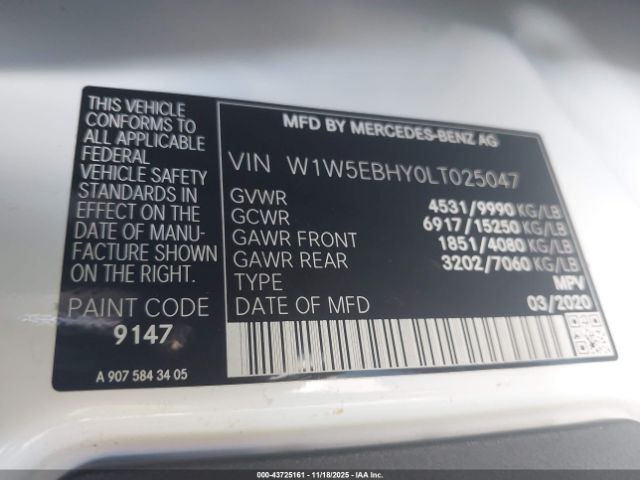 THIS VEHICLE
CONFORMS TO
ALL APPLICABLE
FEDERAL
VEHICLE SAFETY
STANDARDS IN
EFFECT ON THE
DATE OF MANU-
FACTURE SHOWN
ON THE RIGHT.
PAINT CODE
9147
A 907 584 34 05
MFD BY MERCEDES-BENZ AG
VIN W1W5EBHY0LT025047
GVWR 4531/9990 KG/LB
GCWR 6917/15250 KG/LB
GAWR FRONT 1851/4080 KG/LB
GAWR REAR 3202/7060 KG/LB
TYPE MPV
DATE OF MFD 03/2020
000-43725161 - 11/18/2025 - IAA Inc.